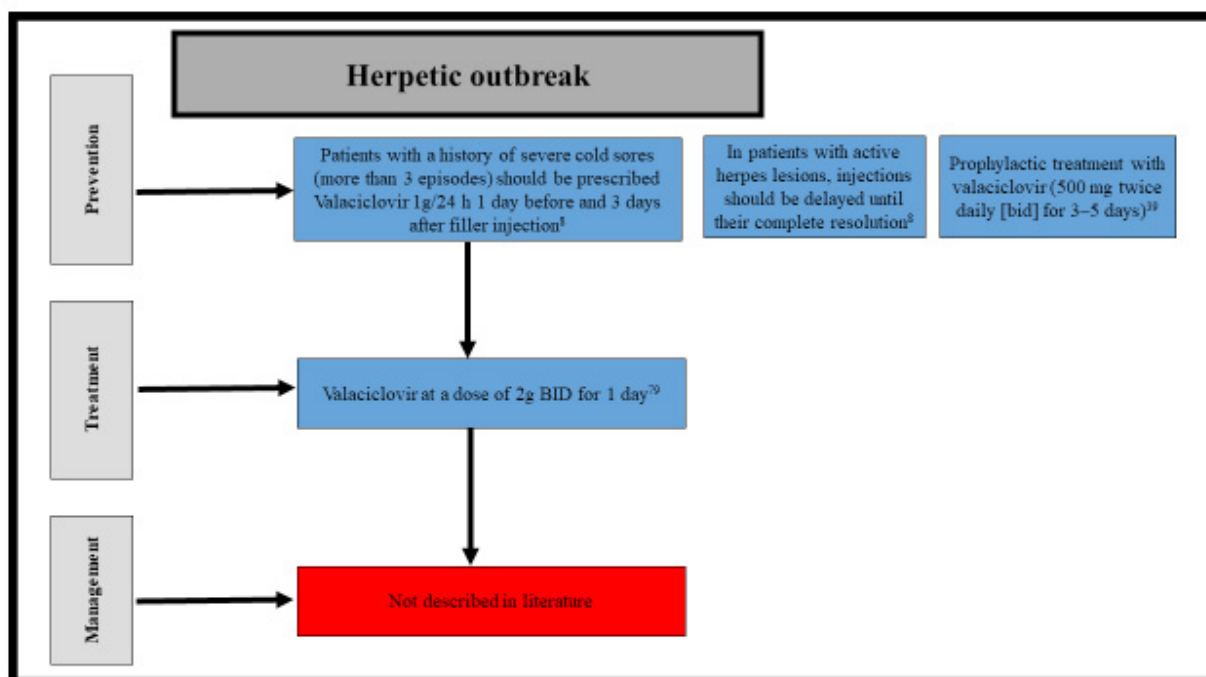 Herpetic outbreak
Prevention
Patients with a history of severe cold sores
(more than 3 episodes) should be prescribed
Valaciclovir 1g/24 h 1 day before and 3 days
after filler injection⁸
In patients with active
herpes lesions, injections
should be delayed until
their complete resolution⁸
Prophylactic treatment with
valaciclovir (500 mg twice
daily [bid] for 3–5 days)³⁹
Treatment
Valaciclovir at a dose of 2g BID for 1 day⁷⁹
Management
Not described in literature